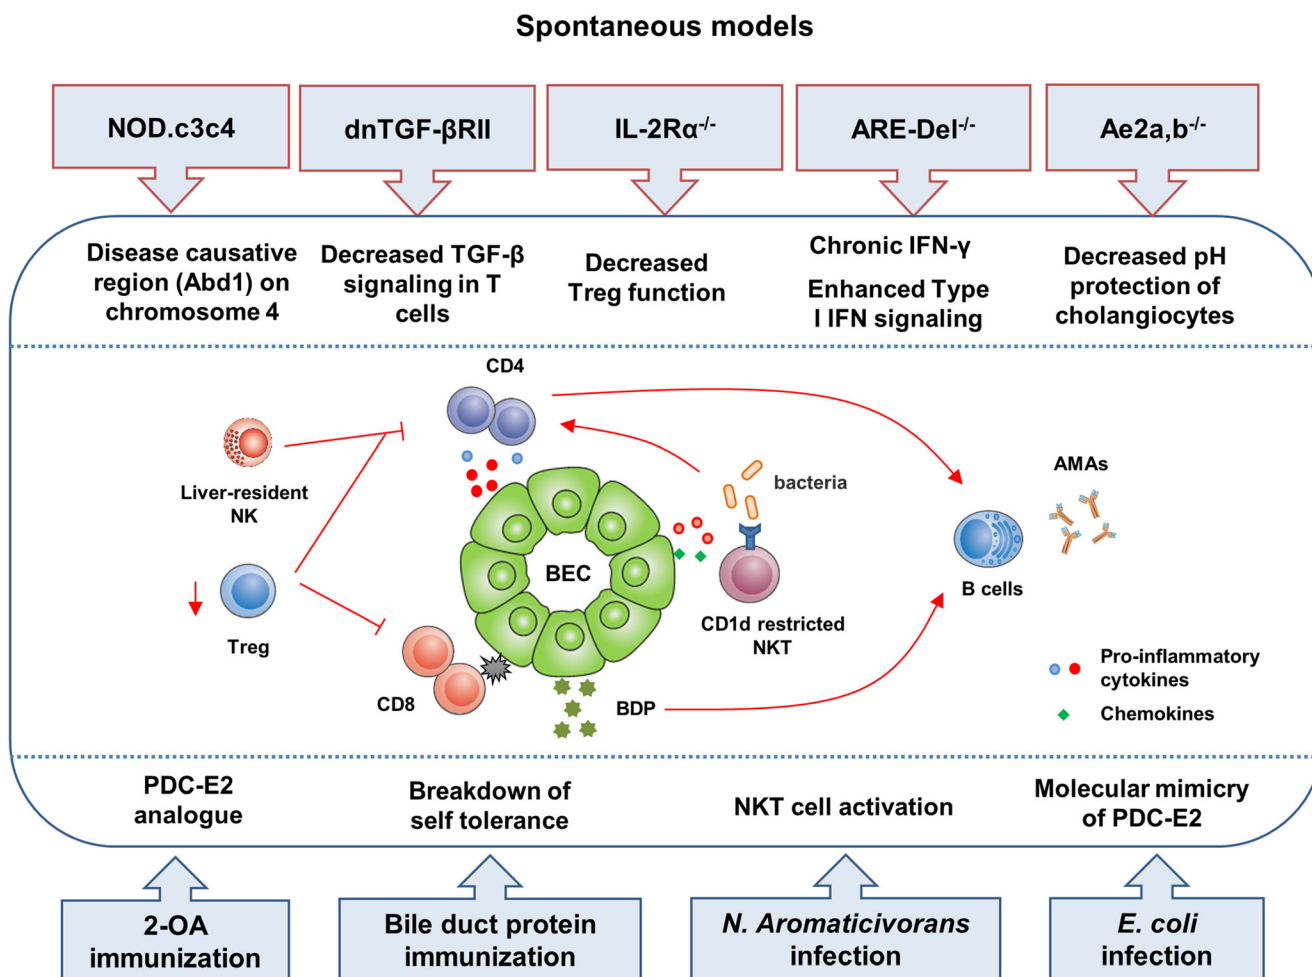 Spontaneous models
NOD.c3c4
dnTGF-βRII
IL-2Rα-/-
ARE-Del-/-
Ae2a,b-/-
Disease causative
region (Abd1) on
chromosome 4
Decreased TGF-β
signaling in T
cells
Decreased
Treg function
Chronic IFN-γ
Enhanced Type
I IFN signaling
Decreased pH
protection of
cholangiocytes
CD4
Liver-resident
NK
Treg
CD8
BEC
BDP
bacteria
CD1d restricted
NKT
AMAs
B cells
Pro-inflammatory
cytokines
Chemokines
PDC-E2
analogue
Breakdown of
self tolerance
NKT cell activation
Molecular mimicry
of PDC-E2
2-OA
immunization
Bile duct protein
immunization
N. Aromaticivorans
infection
E. coli
infection